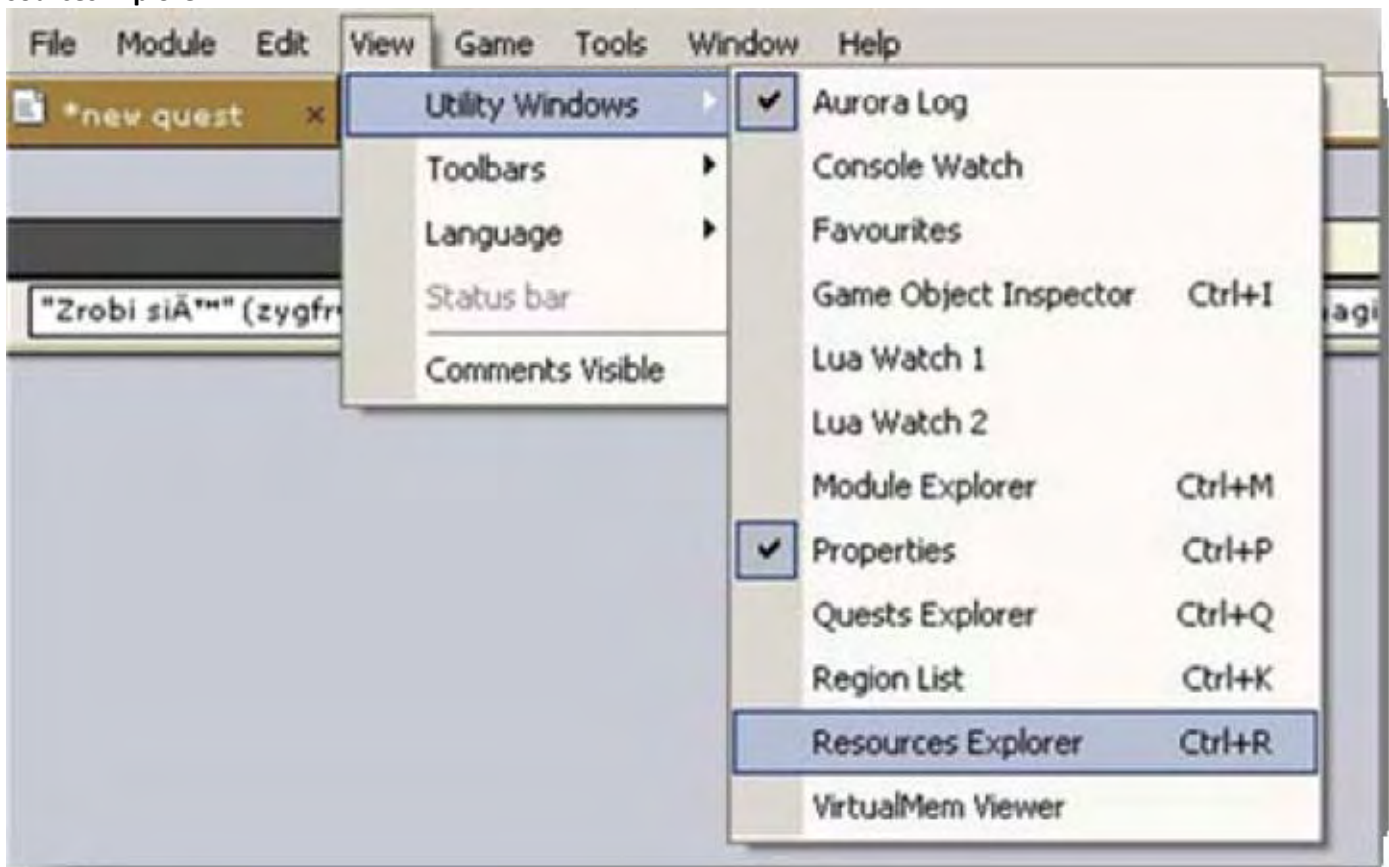 File Module Edit View Game Tools Window Help
*new quest ×
Utility Windows
Toolbars
Language
Status bar
Comments Visible
"Zrobi siÄ™" (zygfr
agi
Aurora Log
Console Watch
Favourites
Game Object Inspector Ctrl+I
Lua Watch 1
Lua Watch 2
Module Explorer Ctrl+M
Properties Ctrl+P
Quests Explorer Ctrl+Q
Region List Ctrl+K
Resources Explorer Ctrl+R
VirtualMem Viewer